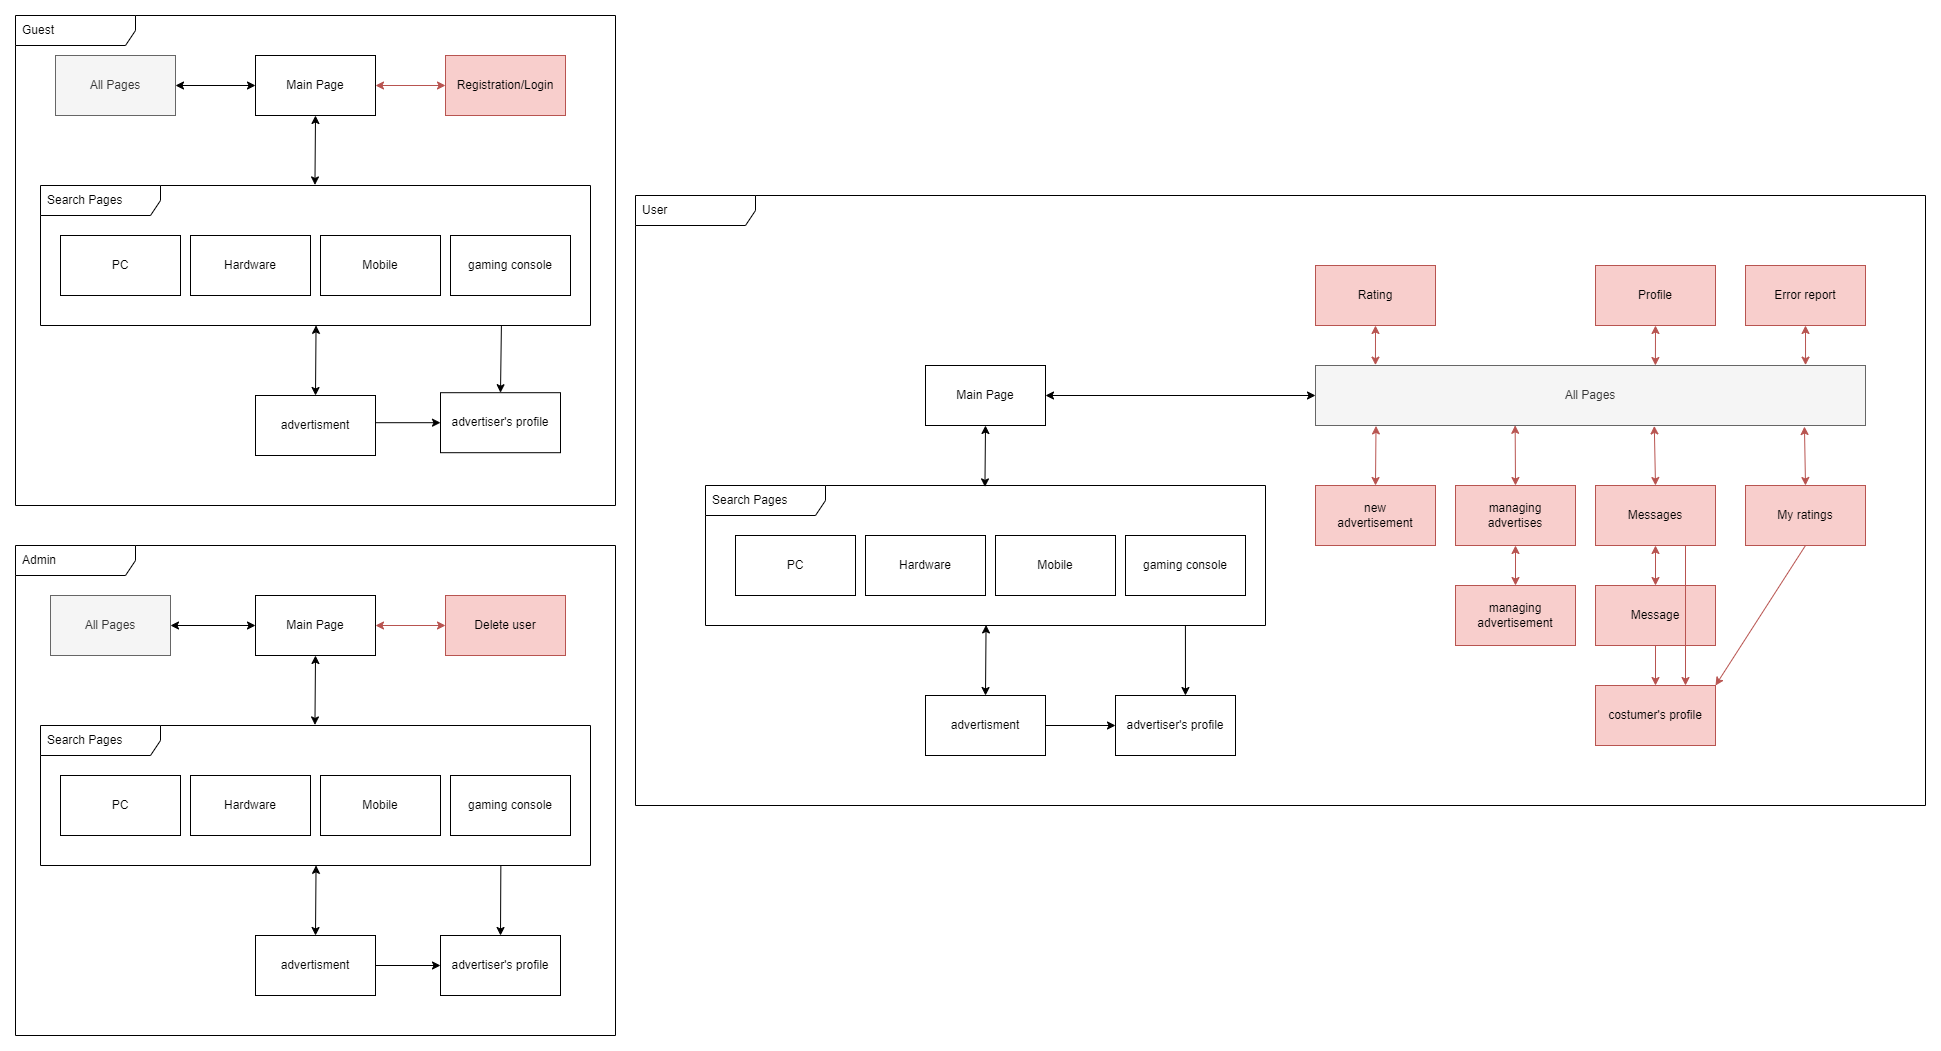 Guest
All Pages
Main Page
Registration/Login
Search Pages
PC
Hardware
Mobile
gaming console
advertisment
advertiser's profile
Admin
All Pages
Main Page
Delete user
Search Pages
PC
Hardware
Mobile
gaming console
advertisment
advertiser's profile
User
Rating
Profile
Error report
Main Page
All Pages
Search Pages
PC
Hardware
Mobile
gaming console
advertisment
advertiser's profile
new
advertisement
managing
advertises
Messages
My ratings
managing
advertisement
Message
costumer's profile